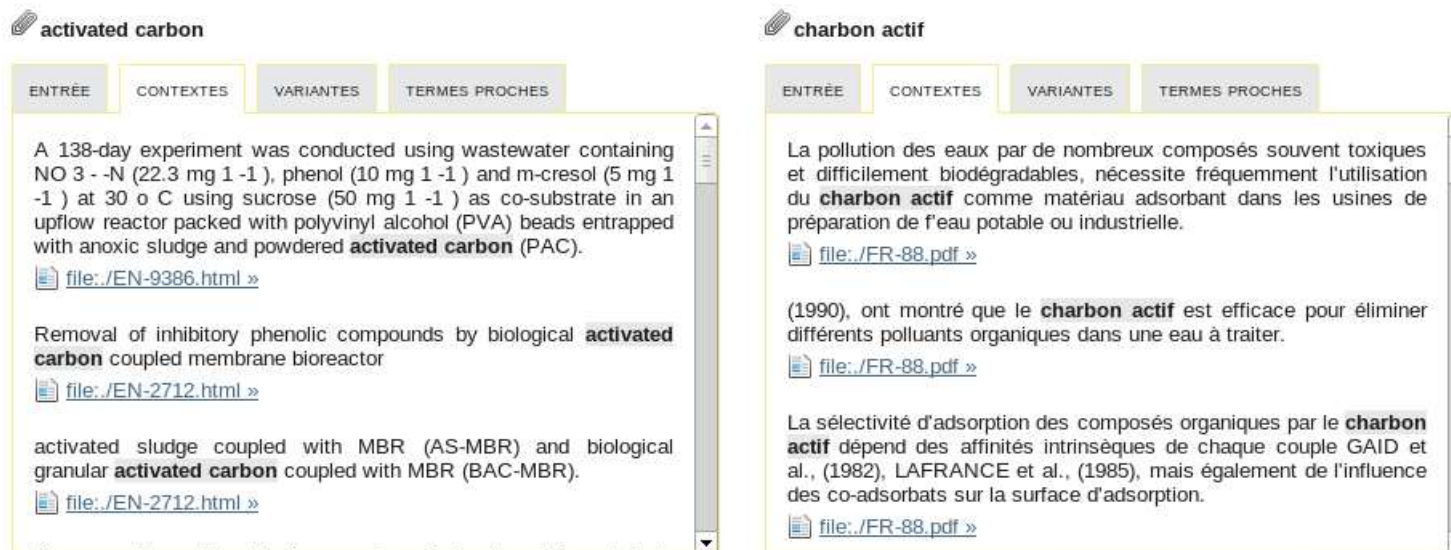 activated carbon
ENTRÉE CONTEXTES VARIANTES TERMES PROCHES
A 138-day experiment was conducted using wastewater containing
NO 3 - -N (22.3 mg 1 -1 ), phenol (10 mg 1 -1 ) and m-cresol (5 mg 1
-1 ) at 30 o C using sucrose (50 mg 1 -1 ) as co-substrate in an
upflow reactor packed with polyvinyl alcohol (PVA) beads entrapped
with anoxic sludge and powdered activated carbon (PAC).
file:./EN-9386.html »
Removal of inhibitory phenolic compounds by biological activated
carbon coupled membrane bioreactor
file:./EN-2712.html »
activated sludge coupled with MBR (AS-MBR) and biological
granular activated carbon coupled with MBR (BAC-MBR).
file:./EN-2712.html »
charbon actif
ENTRÉE CONTEXTES VARIANTES TERMES PROCHES
La pollution des eaux par de nombreux composés souvent toxiques
et difficilement biodégradables, nécessite fréquemment l'utilisation
du charbon actif comme matériau adsorbant dans les usines de
préparation de f'eau potable ou industrielle.
file:./FR-88.pdf »
(1990), ont montré que le charbon actif est efficace pour éliminer
différents polluants organiques dans une eau à traiter.
file:./FR-88.pdf »
La sélectivité d'adsorption des composés organiques par le charbon
actif dépend des affinités intrinsèques de chaque couple GAID et
al., (1982), LAFRANCE et al., (1985), mais également de l'influence
des co-adsorbats sur la surface d'adsorption.
file:./FR-88.pdf »